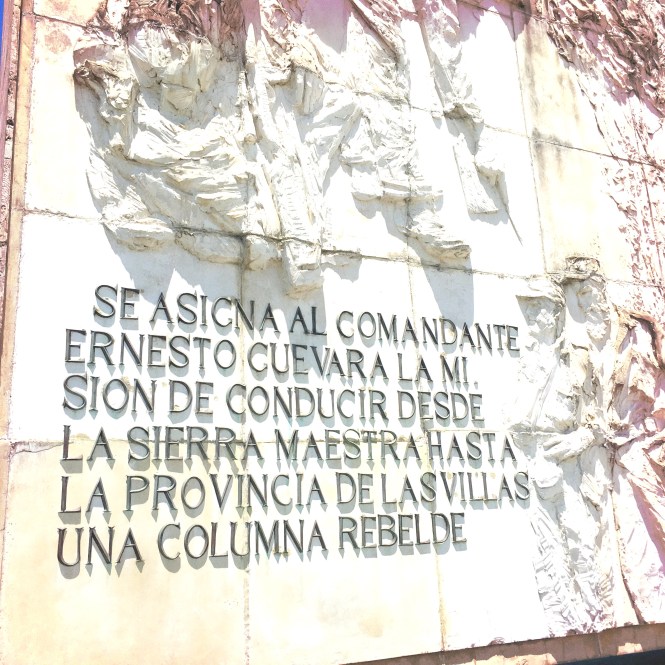 SE ASIGNA AL COMANDANTE
ERNESTO GUEVARA LA MI
SION DE CONDUCIR DESDE
LA SIERRA MAESTRA HASTA
LA PROVINCIA DE LAS VILLAS
UNA COLUMNA REBELDE